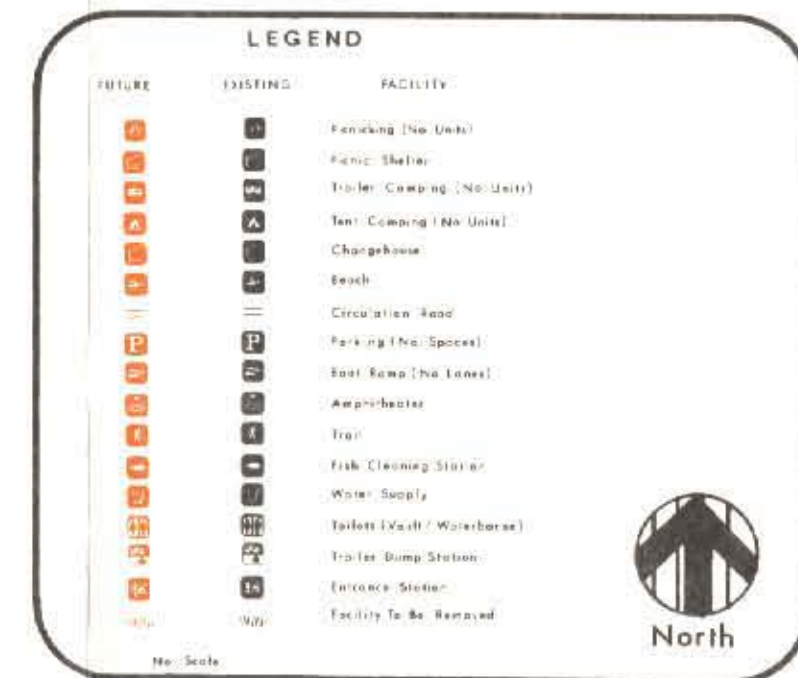 LEGEND
FUTURE EXISTING FACILITY
Picnicking (No. Units)
Picnic Shelter
Trailer Camping (No. Units)
Tent Camping (No. Units)
Changehouse
Beach
Circulation Road
P P Parking (No. Spaces)
Boat Ramp (No. Lanes)
Amphitheater
Trail
Fish Cleaning Station
Water Supply
Toilets (Vault / Waterborne)
Trailer Dump Station
Entrance Station
Facility To Be Removed
No Scale
North